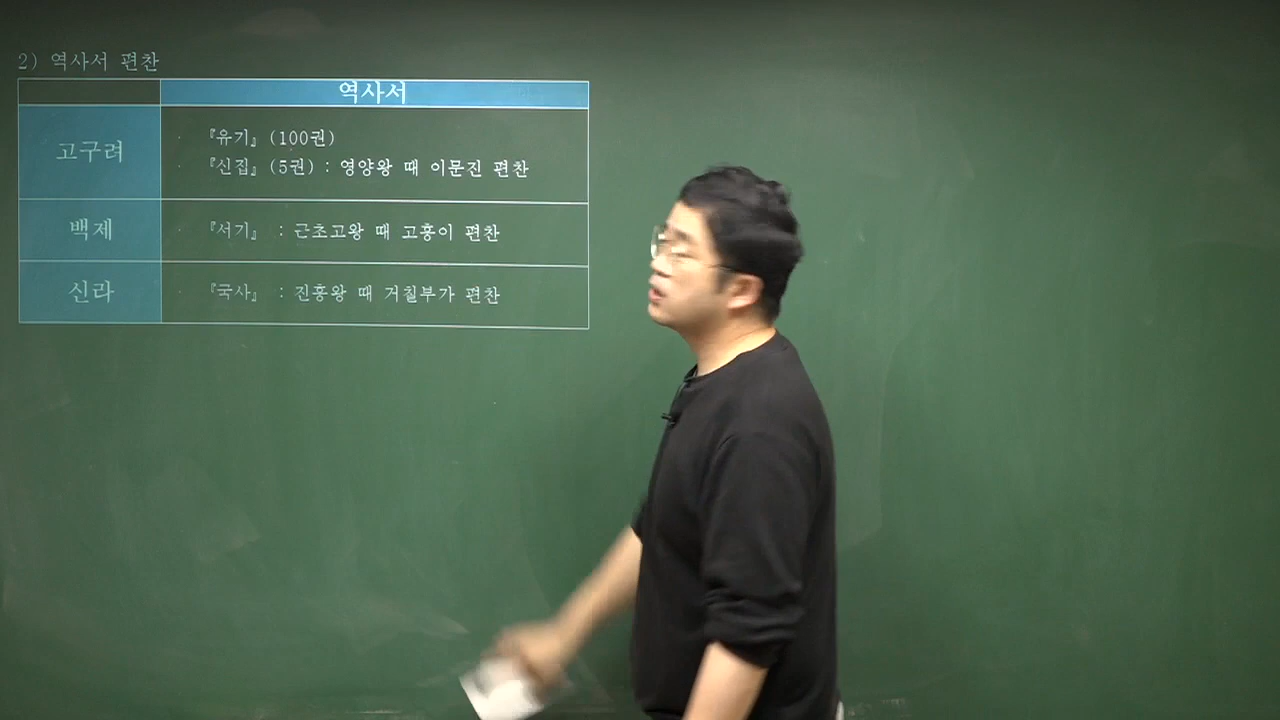 2) 역사서 편찬
역사서
고구려
· 『유기』(100권)
· 『신집』(5권) : 영양왕 때 이문진 편찬
백제
· 『서기』 : 근초고왕 때 고흥이 편찬
신라
· 『국사』 : 진흥왕 때 거칠부가 편찬